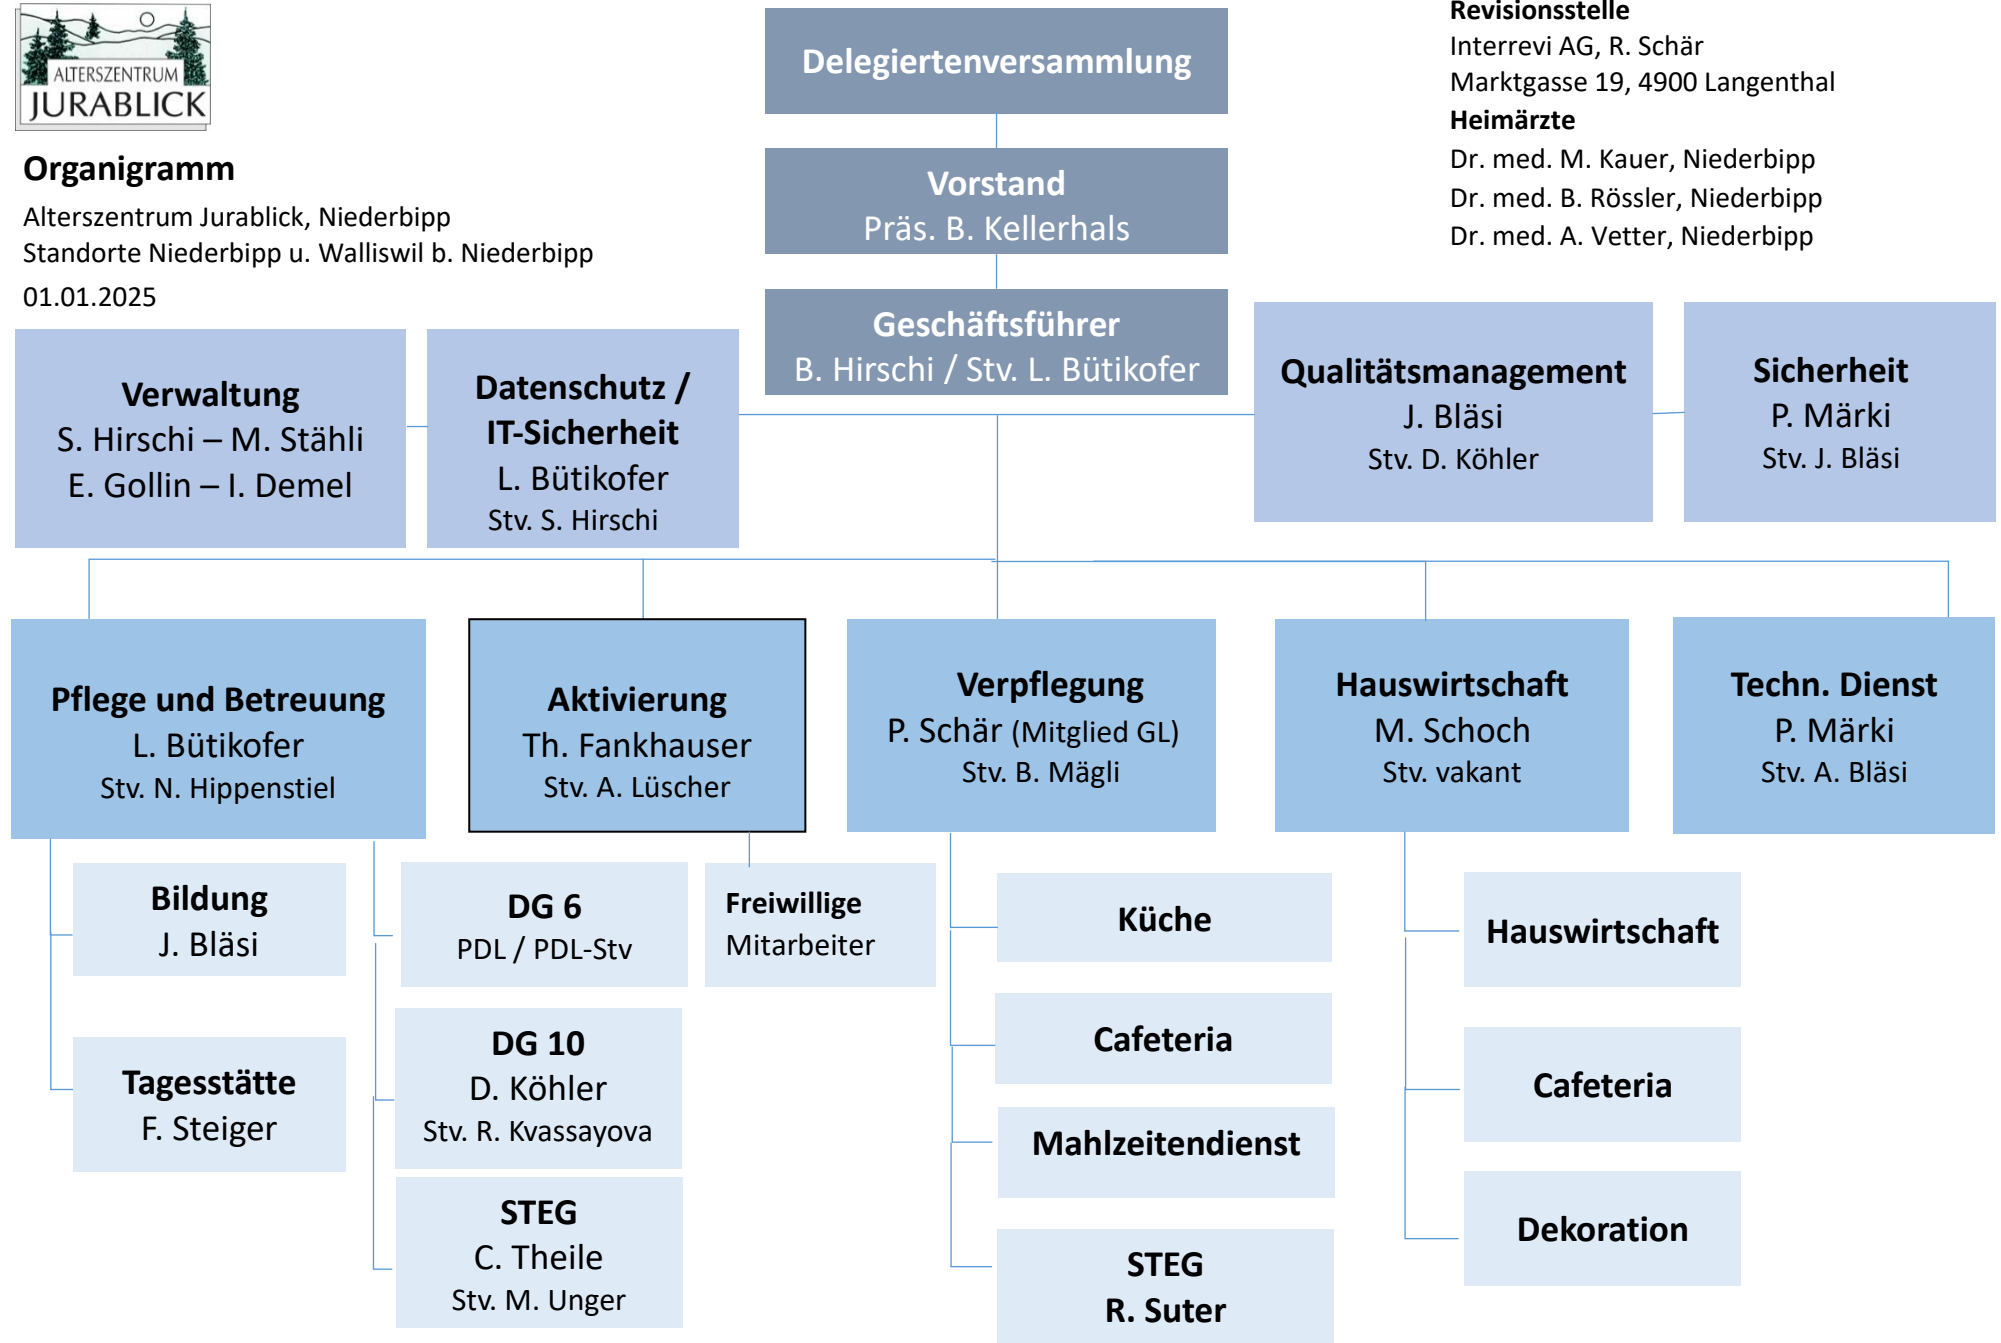 ALTERSZENTRUM
JURABLICK
Organigramm
Alterszentrum Jurablick, Niederbipp
Standorte Niederbipp u. Walliswil b. Niederbipp
01.01.2025
Delegiertenversammlung
Vorstand
Präs. B. Kellerhals
Geschäftsführer
B. Hirschi / Stv. L. Bütikofer
Revisionsstelle
Interrevi AG, R. Schär
Marktgasse 19, 4900 Langenthal
Heimärzte
Dr. med. M. Kauer, Niederbipp
Dr. med. B. Rössler, Niederbipp
Dr. med. A. Vetter, Niederbipp
Verwaltung
S. Hirschi – M. Stähli
E. Gollin – I. Demel
Datenschutz /
IT-Sicherheit
L. Bütikofer
Stv. S. Hirschi
Qualitätsmanagement
J. Bläsi
Stv. D. Köhler
Sicherheit
P. Märki
Stv. J. Bläsi
Pflege und Betreuung
L. Bütikofer
Stv. N. Hippenstiel
Aktivierung
Th. Fankhauser
Stv. A. Lüscher
Verpflegung
P. Schär (Mitglied GL)
Stv. B. Mägli
Hauswirtschaft
M. Schoch
Stv. vakant
Techn. Dienst
P. Märki
Stv. A. Bläsi
Bildung
J. Bläsi
Tagesstätte
F. Steiger
DG 6
PDL / PDL-Stv
DG 10
D. Köhler
Stv. R. Kvassayova
STEG
C. Theile
Stv. M. Unger
Freiwillige
Mitarbeiter
Küche
Cafeteria
Mahlzeitendienst
STEG
R. Suter
Hauswirtschaft
Cafeteria
Dekoration